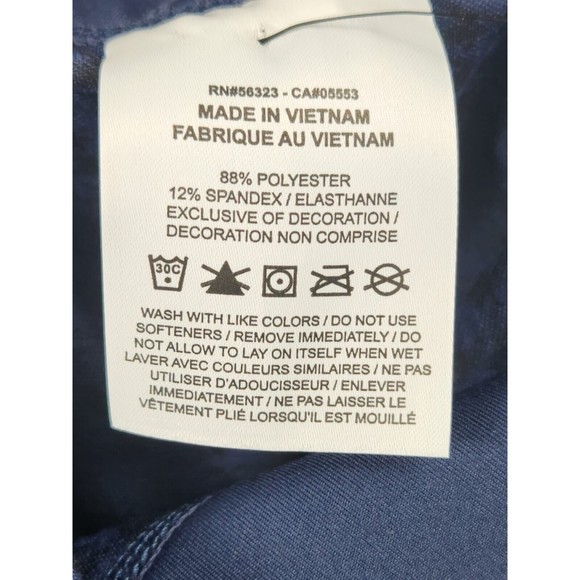 RN#56323 - CA#05553
MADE IN VIETNAM
FABRIQUE AU VIETNAM
88% POLYESTER
12% SPANDEX / ELASTHANNE
EXCLUSIVE OF DECORATION /
DECORATION NON COMPRISE
30C
WASH WITH LIKE COLORS / DO NOT USE
SOFTENERS / REMOVE IMMEDIATELY / DO
NOT ALLOW TO LAY ON ITSELF WHEN WET
LAVER AVEC COULEURS SIMILAIRES / NE PAS
UTILISER D'ADOUCISSEUR / ENLEVER
IMMEDIATEMENT / NE PAS LAISSER LE
VÊTEMENT PLIÉ LORSQU'IL EST MOUILLÉ